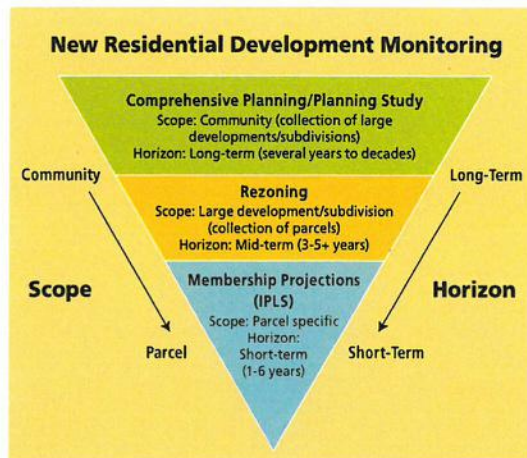 New Residential Development Monitoring
Comprehensive Planning/Planning Study
Scope: Community (collection of large
developments/subdivisions)
Horizon: Long-term (several years to decades)
Community
Long-Term
Rezoning
Scope: Large development/subdivision
(collection of parcels)
Horizon: Mid-term (3-5+ years)
Scope
Horizon
Membership Projections
(IPLS)
Scope: Parcel specific
Horizon:
Short-term
(1-6 years)
Parcel
Short-Term